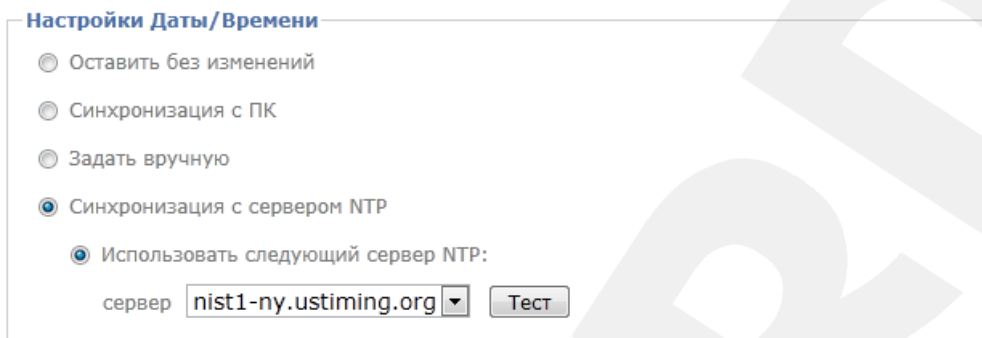 Настройки Даты/Времени
Оставить без изменений
Синхронизация с ПК
Задать вручную
Синхронизация с сервером NTP
Использовать следующий сервер NTP:
сервер nist1-ny.ustiming.org Тест